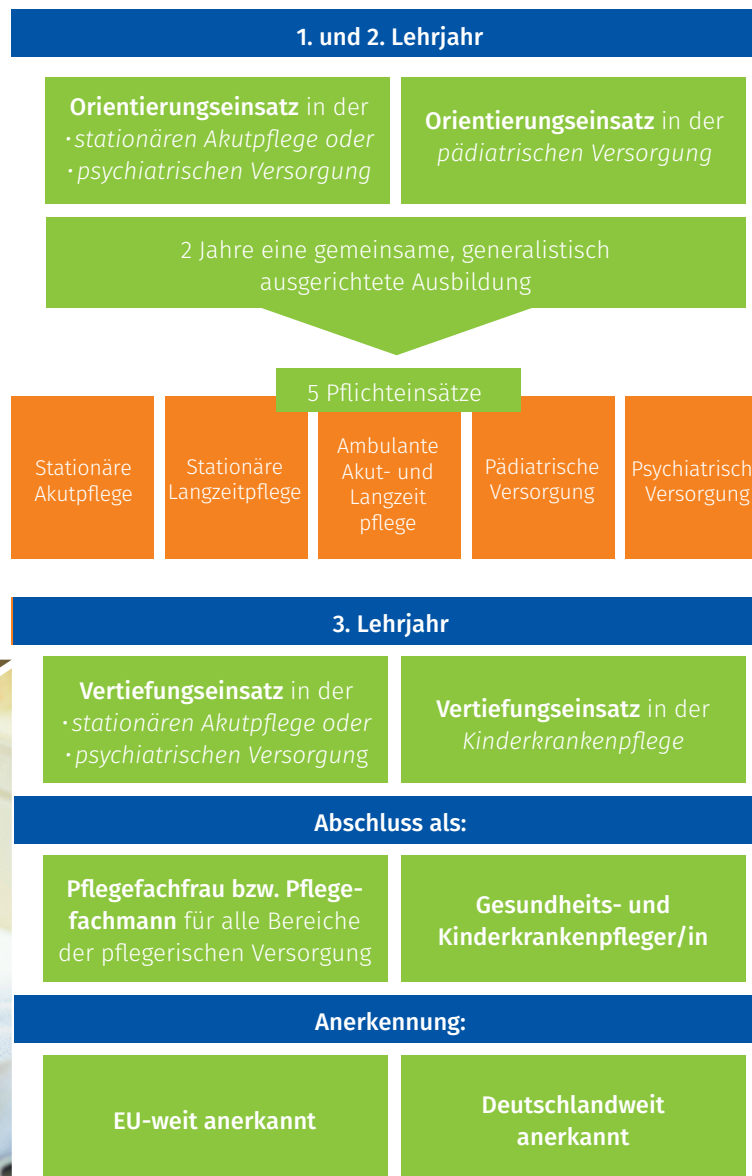 1. und 2. Lehrjahr
Orientierungseinsatz in der
· stationären Akutpflege oder
· psychiatrischen Versorgung
Orientierungseinsatz in der
pädiatrischen Versorgung
2 Jahre eine gemeinsame, generalistisch
ausgerichtete Ausbildung
5 Pflichteinsätze
Stationäre
Akutpflege
Stationäre
Langzeitpflege
Ambulante
Akut- und
Langzeit
pflege
Pädiatrische
Versorgung
Psychiatrisch
Versorgung
3. Lehrjahr
Vertiefungseinsatz in der
· stationären Akutpflege oder
· psychiatrischen Versorgung
Vertiefungseinsatz in der
Kinderkrankenpflege
Abschluss als:
Pflegefachfrau bzw. Pflege-
fachmann für alle Bereiche
der pflegerischen Versorgung
Gesundheits- und
Kinderkrankenpfleger/in
Anerkennung:
EU-weit anerkannt
Deutschlandweit
anerkannt